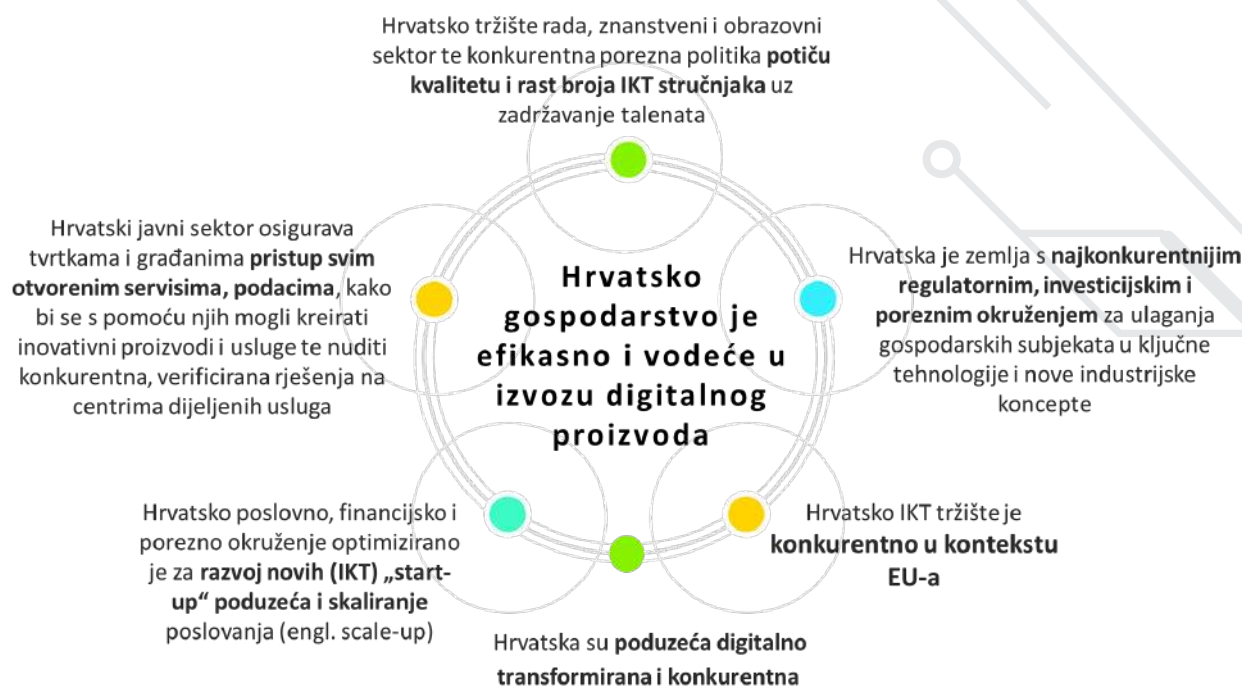 Hrvatsko tržište rada, znanstveni i obrazovni
sektor te konkurentna porezna politika potiču
kvalitetu i rast broja IKT stručnjaka uz
zadržavanje talenata
Hrvatski javni sektor osigurava
tvrtkama i građanima pristup svim
otvorenim servisima, podacima, kako
bi se s pomoću njih mogli kreirati
inovativni proizvodi i usluge te nuditi
konkurentna, verificirana rješenja na
centrima dijeljenih usluga
Hrvatsko
gospodarstvo je
efikasno i vodeće u
izvozu digitalnog
proizvoda
Hrvatska je zemlja s najkonkurentnijim
regulatornim, investicijskim i
poreznim okruženjem za ulaganja
gospodarskih subjekata u ključne
tehnologije i nove industrijske
koncepte
Hrvatsko poslovno, financijsko i
porezno okruženje optimizirano
je za razvoj novih (IKT) „start-
up“ poduzeća i skaliranje
poslovanja (engl. scale-up)
Hrvatsko IKT tržište je
konkurentno u kontekstu
EU-a
Hrvatska su poduzeća digitalno
transformirana i konkurentna